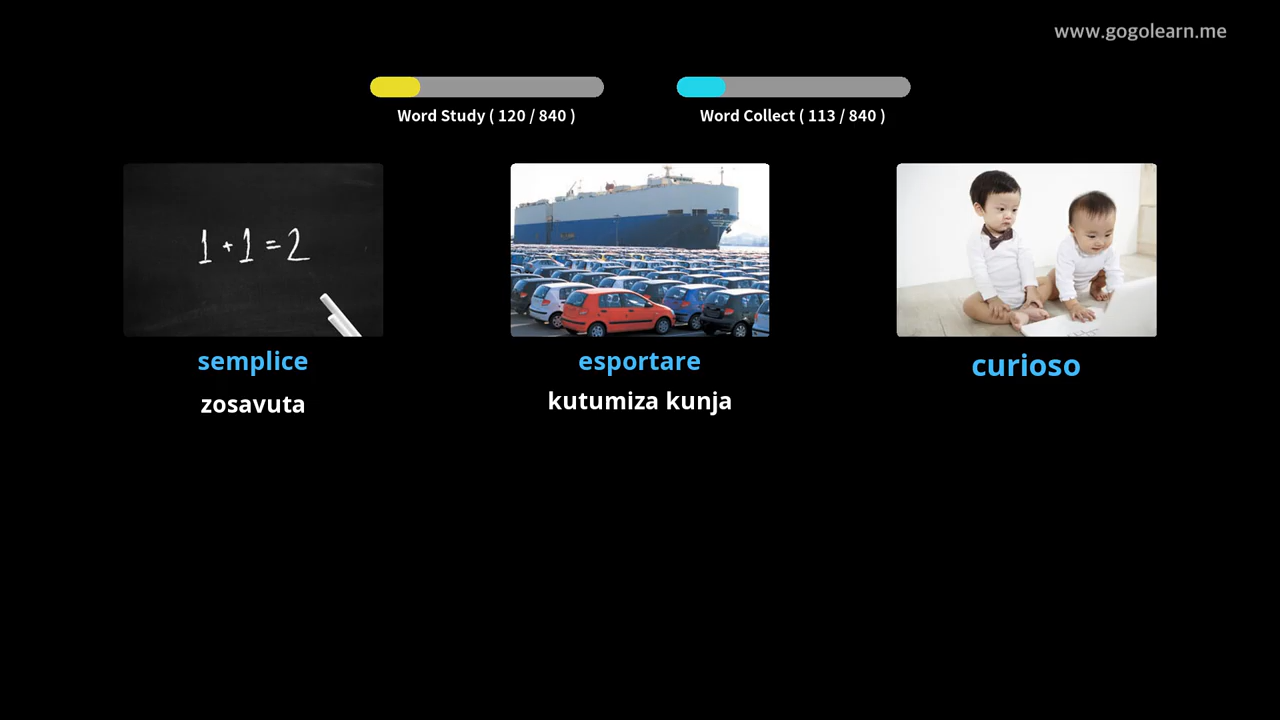 www.gogolearn.me
Word Study ( 120 / 840 )
Word Collect ( 113 / 840 )
1 + 1 = 2
semplice
zosavuta
esportare
kutumiza kunja
curioso